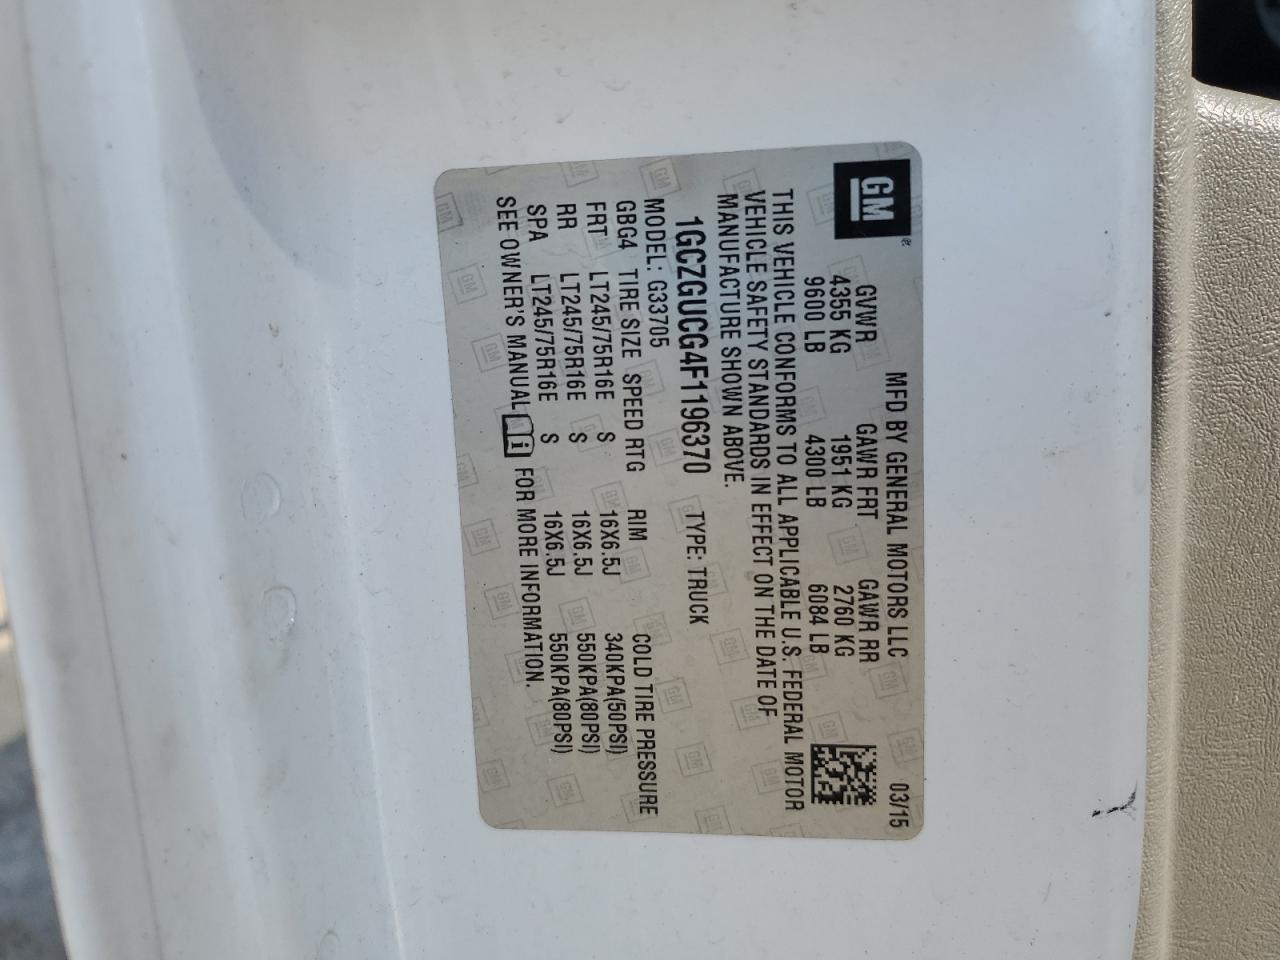 GM
®
MFD BY GENERAL MOTORS LLC 03/15
GVWR GAWR FRT GAWR RR
4355 KG 1951 KG 2760 KG
9600 LB 4300 LB 6084 LB
THIS VEHICLE CONFORMS TO ALL APPLICABLE U.S. FEDERAL MOTOR
VEHICLE SAFETY STANDARDS IN EFFECT ON THE DATE OF
MANUFACTURE SHOWN ABOVE.
1GCZGUCG4F1196370 TYPE: TRUCK
MODEL: G33705
GBG4 TIRE SIZE SPEED RTG RIM COLD TIRE PRESSURE
FRT LT245/75R16E S 16X6.5J 340KPA(50PSI)
RR LT245/75R16E S 16X6.5J 550KPA(80PSI)
SPA LT245/75R16E S 16X6.5J 550KPA(80PSI)
SEE OWNER'S MANUAL i FOR MORE INFORMATION.